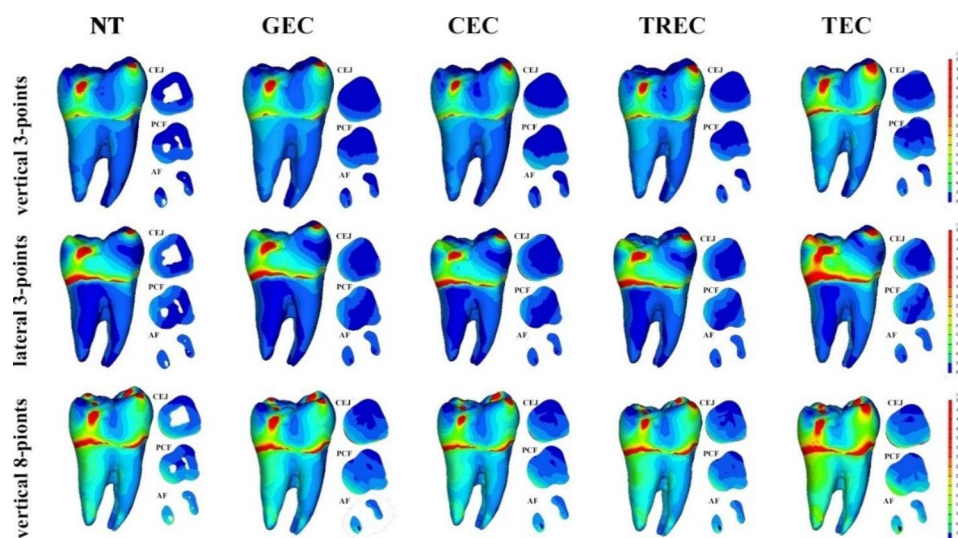 NT GEC CEC TREC TEC
vertical 3-points
CEJ CEJ CEJ CEJ CEJ
PCF PCF PCF PCF PCF
AF AF AF AF AF
lateral 3-points
CEJ CEJ CEJ CEJ CEJ
PCF PCF PCF PCF PCF
AF AF AF AF AF
vertical 8-pionts
CEJ CEJ CEJ CEJ CEJ
PCF PCF PCF PCF PCF
AF AF AF AF AF